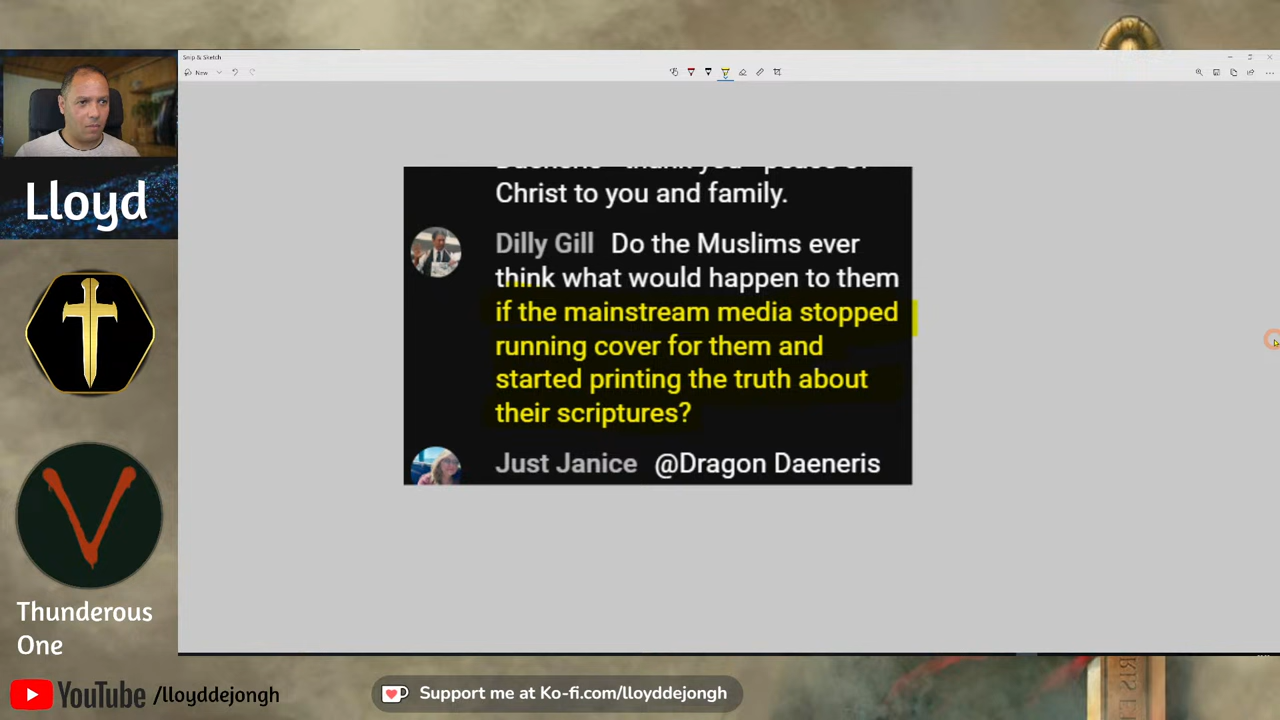 Snip & Sketch
New
Lloyd
Christ to you and family.
Dilly Gill Do the Muslims ever
think what would happen to them
if the mainstream media stopped
running cover for them and
started printing the truth about
their scriptures?
Just Janice @Dragon Daeneris
V
Thunderous
One
YouTube /lloyddejongh
Support me at Ko-fi.com/lloyddejongh